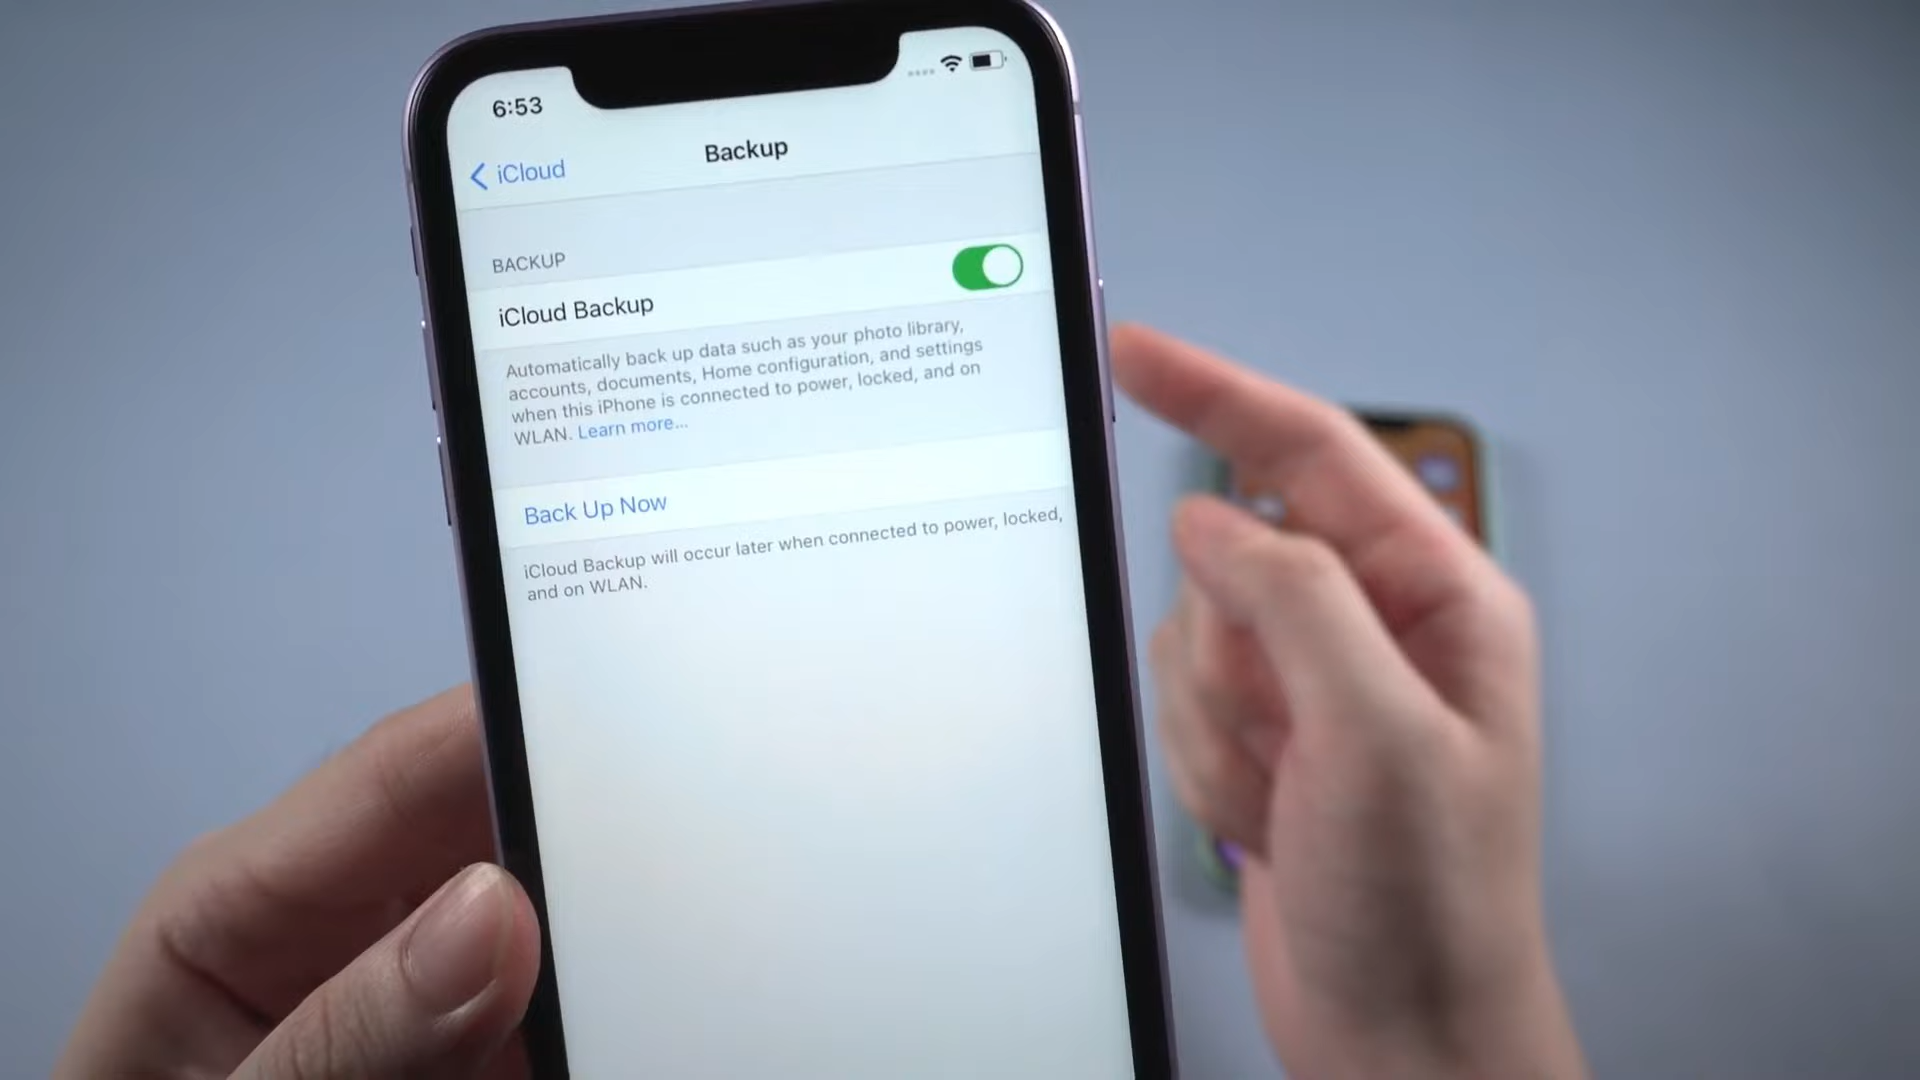 6:53
iCloud
Backup
BACKUP
iCloud Backup
Automatically back up data such as your photo library,
accounts, documents, Home configuration, and settings
when this iPhone is connected to power, locked, and on
WLAN. Learn more...
Back Up Now
iCloud Backup will occur later when connected to power, locked,
and on WLAN.